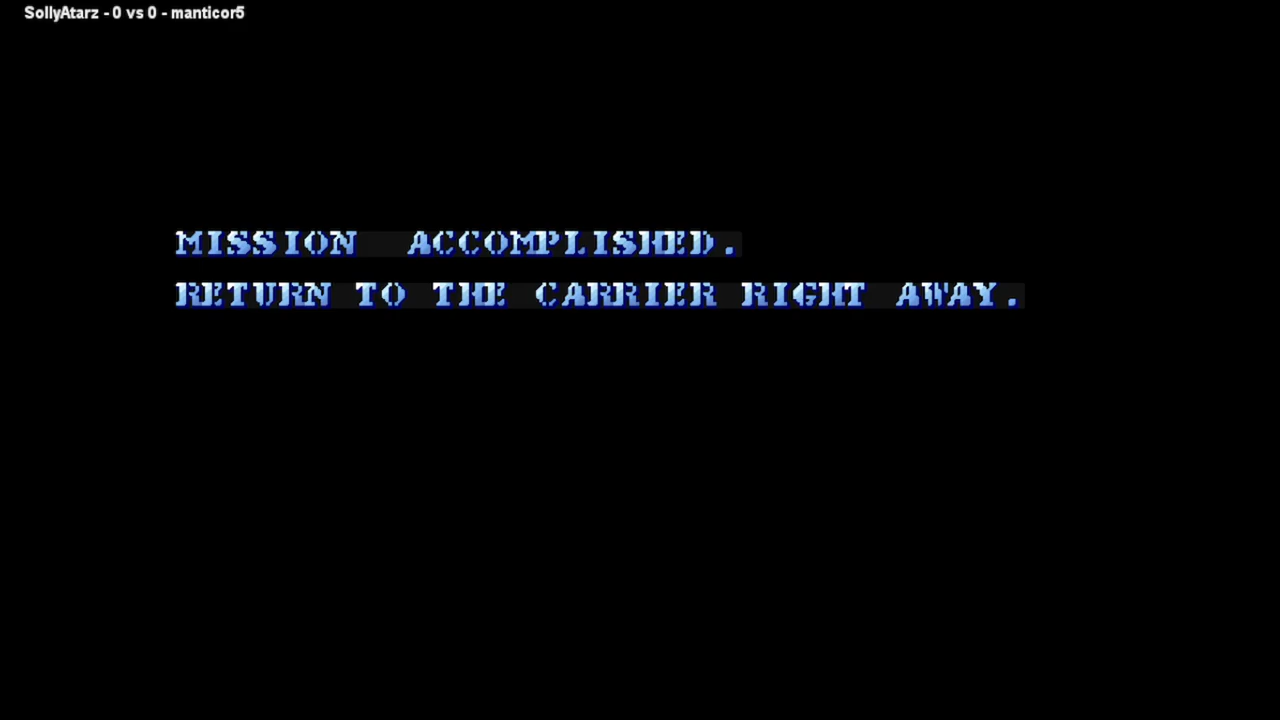 SollyAtarz - 0 vs 0 - manticor5
MISSION ACCOMPLISHED.
RETURN TO THE CARRIER RIGHT AWAY.